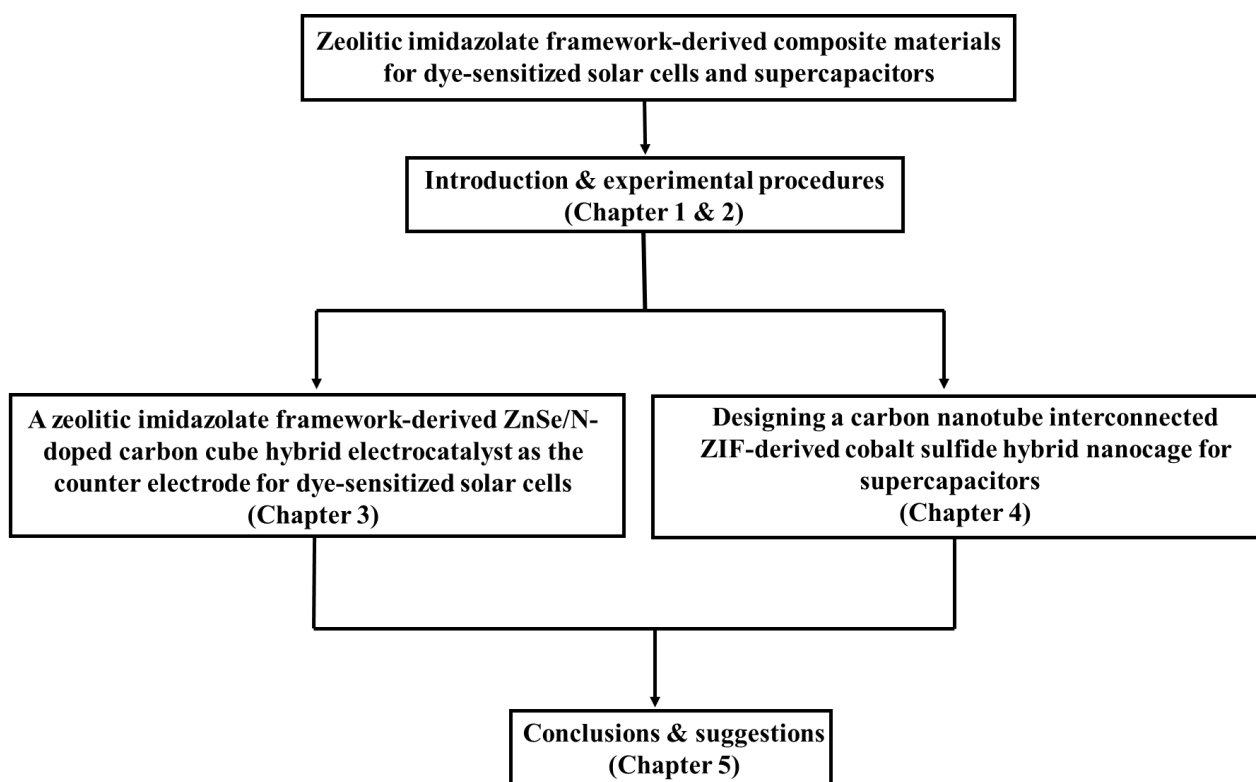 Zeolitic imidazolate framework-derived composite materials
for dye-sensitized solar cells and supercapacitors
Introduction & experimental procedures
(Chapter 1 & 2)
A zeolitic imidazolate framework-derived ZnSe/N-
doped carbon cube hybrid electrocatalyst as the
counter electrode for dye-sensitized solar cells
(Chapter 3)
Designing a carbon nanotube interconnected
ZIF-derived cobalt sulfide hybrid nanocage for
supercapacitors
(Chapter 4)
Conclusions & suggestions
(Chapter 5)